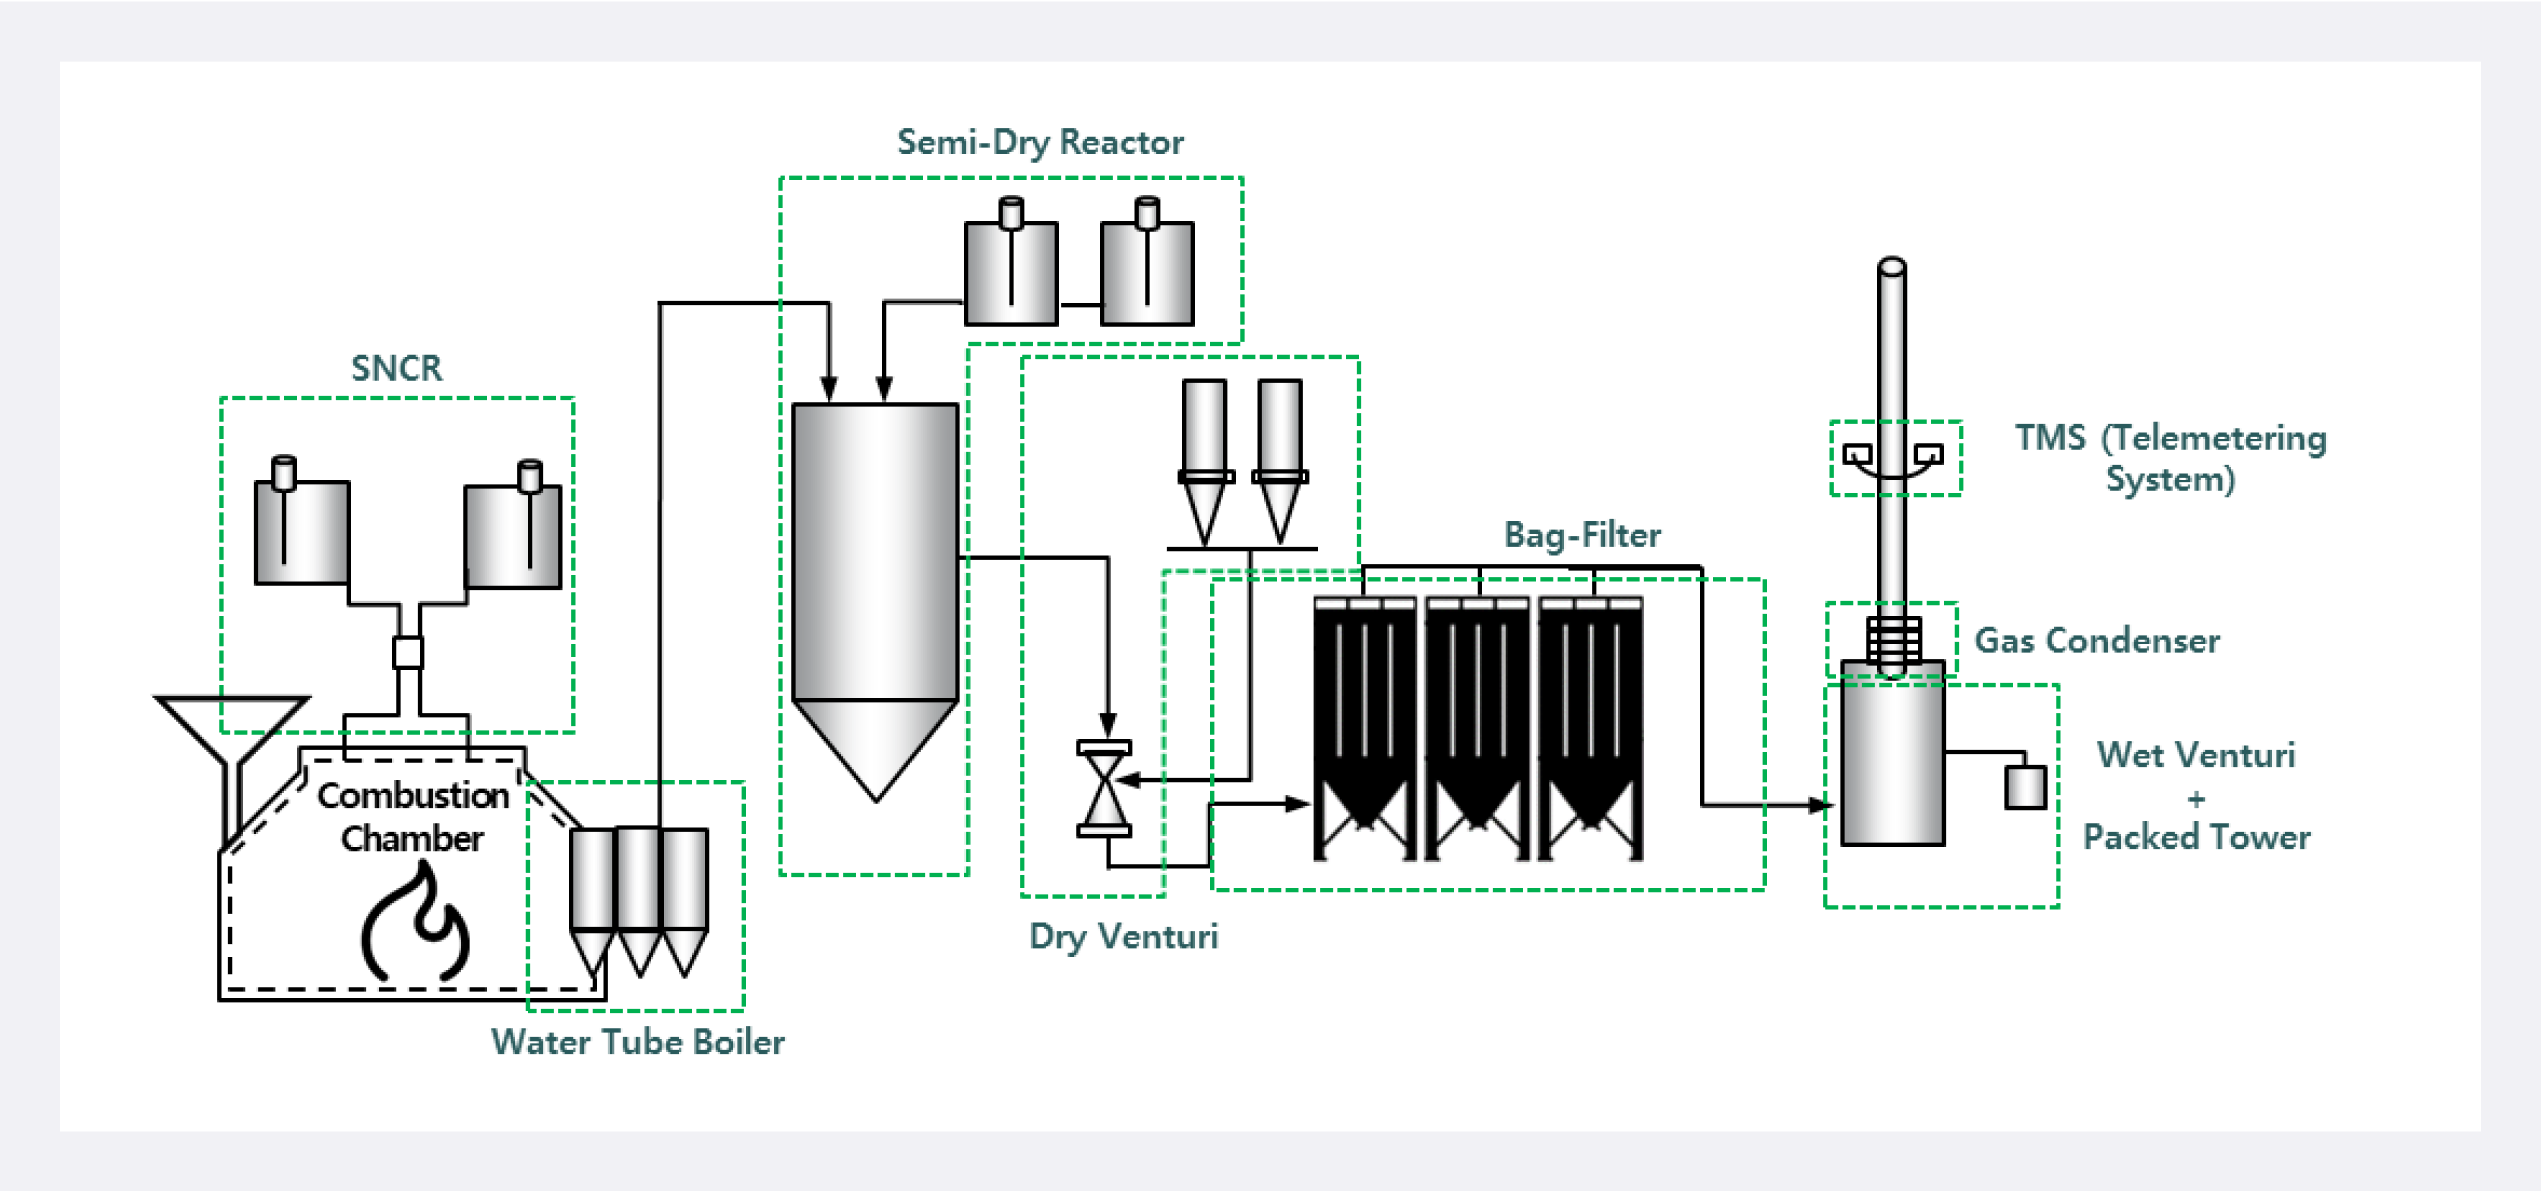 Semi-Dry Reactor
SNCR
TMS (Telemetering
System)
Bag-Filter
Gas Condenser
Wet Venturi
+
Packed Tower
Combustion
Chamber
Dry Venturi
Water Tube Boiler